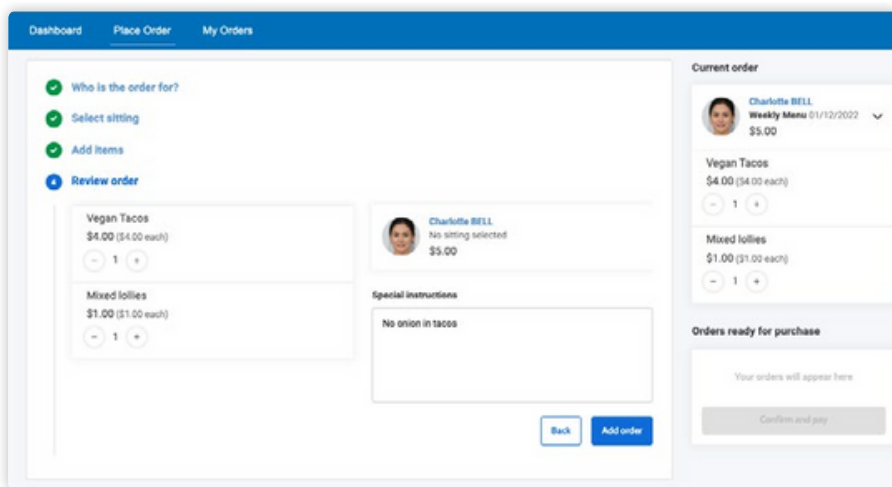 Dashboard Place Order My Orders
Who is the order for?
Select sitting
Add items
4 Review order
Vegan Tacos
$4.00 ($4.00 each)
- 1 +
Mixed lollies
$1.00 ($1.00 each)
- 1 +
Charlotte BELL
No sitting selected
$5.00
Special instructions
No onion in tacos
Back Add order
Current order
Charlotte BELL
Weekly Menu 01/12/2022
$5.00
Vegan Tacos
$4.00 ($4.00 each)
- 1 +
Mixed lollies
$1.00 ($1.00 each)
- 1 +
Orders ready for purchase
Your orders will appear here
Confirm and pay